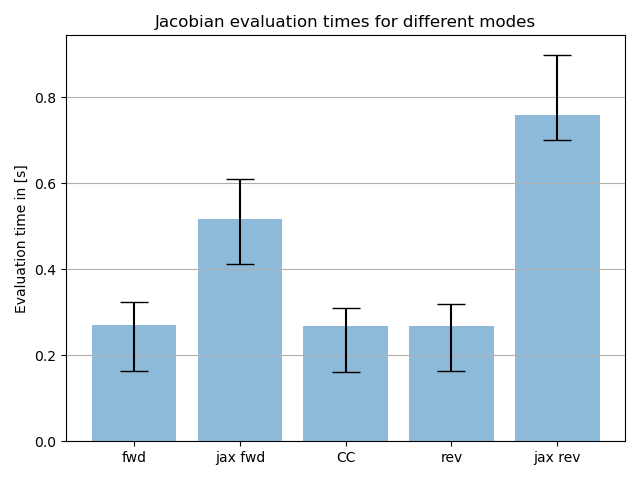 Jacobian evaluation times for different modes
Evaluation time in [s]
0.8
0.6
0.4
0.2
0.0
fwd
jax fwd
CC
rev
jax rev